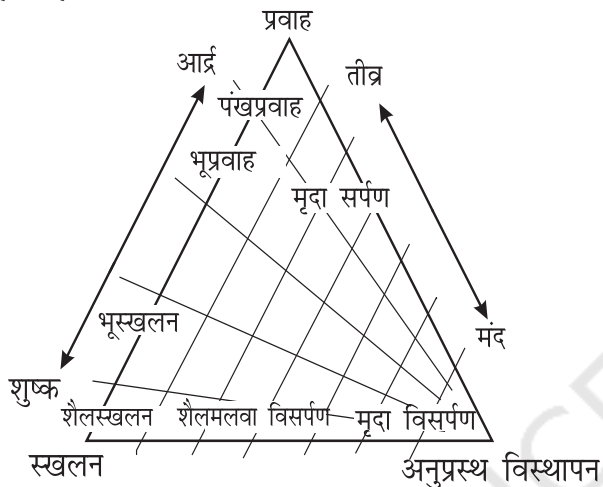 प्रवाह
आर्द्र
तीव्र
पंखप्रवाह
भूप्रवाह
मृदा सर्पण
भूस्खलन
मंद
शुष्क
शैलस्खलन शैलमलवा विसर्पण मृदा विसर्पण
स्खलन
अनुप्रस्थ विस्थापन